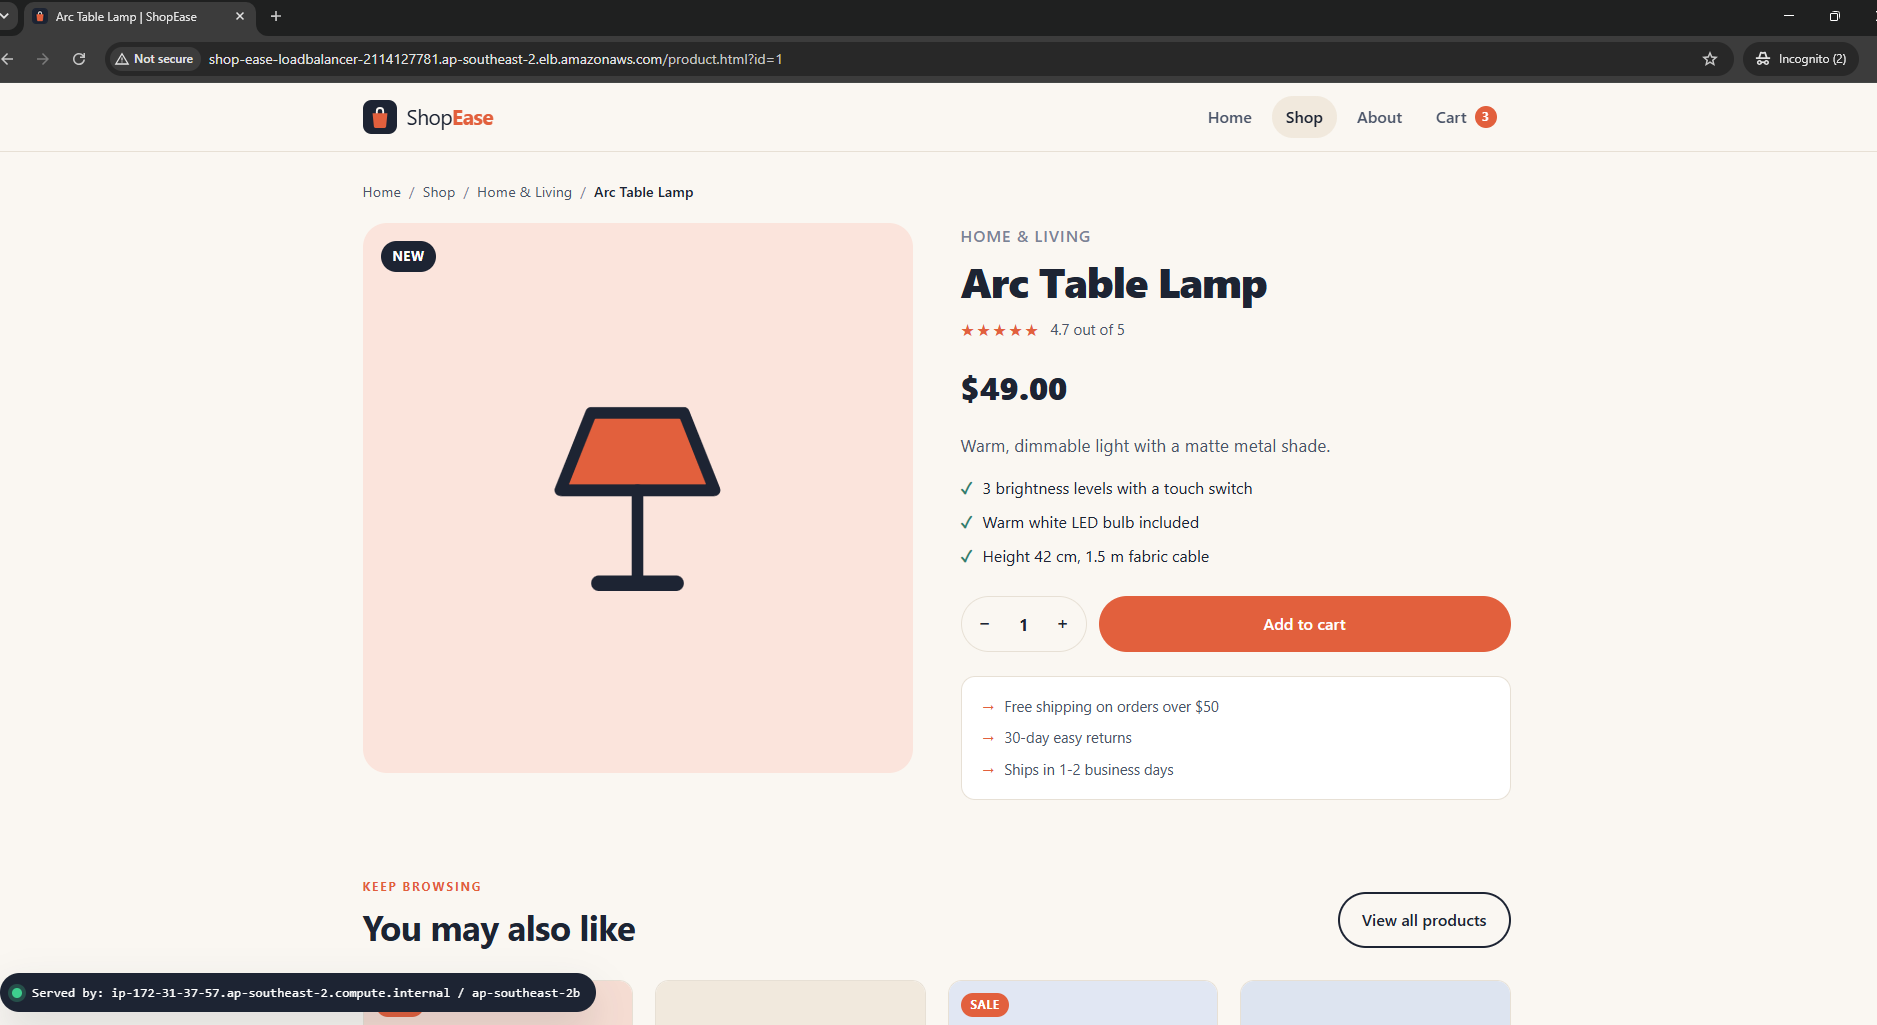 Arc Table Lamp | ShopEase
Not secure
shop-ease-loadbalancer-2114127781.ap-southeast-2.elb.amazonaws.com/product.html?id=1
Incognito (2)
ShopEase
Home
Shop
About
Cart 3
Home / Shop / Home & Living / Arc Table Lamp
NEW
HOME & LIVING
Arc Table Lamp
★★★★★ 4.7 out of 5
$49.00
Warm, dimmable light with a matte metal shade.
✓ 3 brightness levels with a touch switch
✓ Warm white LED bulb included
✓ Height 42 cm, 1.5 m fabric cable
− 1 +
Add to cart
→ Free shipping on orders over $50
→ 30-day easy returns
→ Ships in 1-2 business days
KEEP BROWSING
You may also like
View all products
Served by: ip-172-31-37-57.ap-southeast-2.compute.internal / ap-southeast-2b
SALE